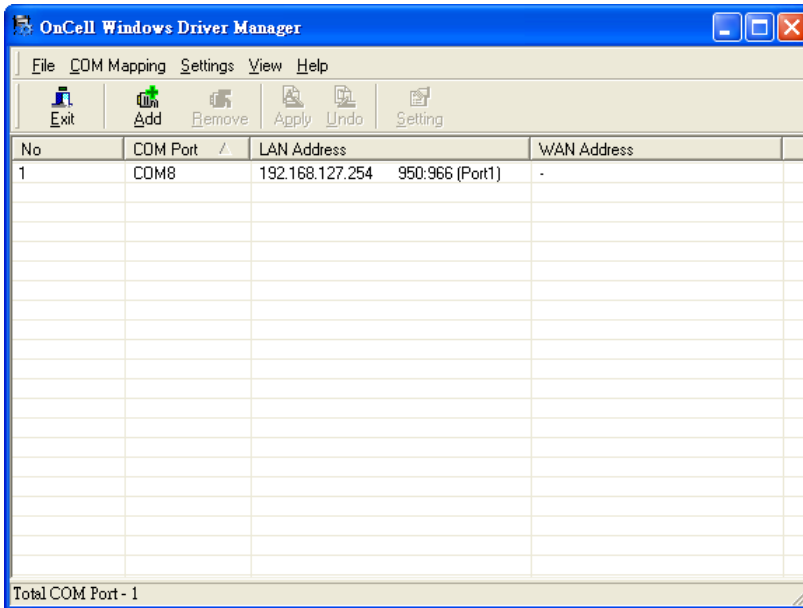 OnCell Windows Driver Manager
File COM Mapping Settings View Help
Exit Add Remove Apply Undo Setting
No COM Port LAN Address WAN Address
1 COM8 192.168.127.254 950:966 (Port1) -
Total COM Port - 1